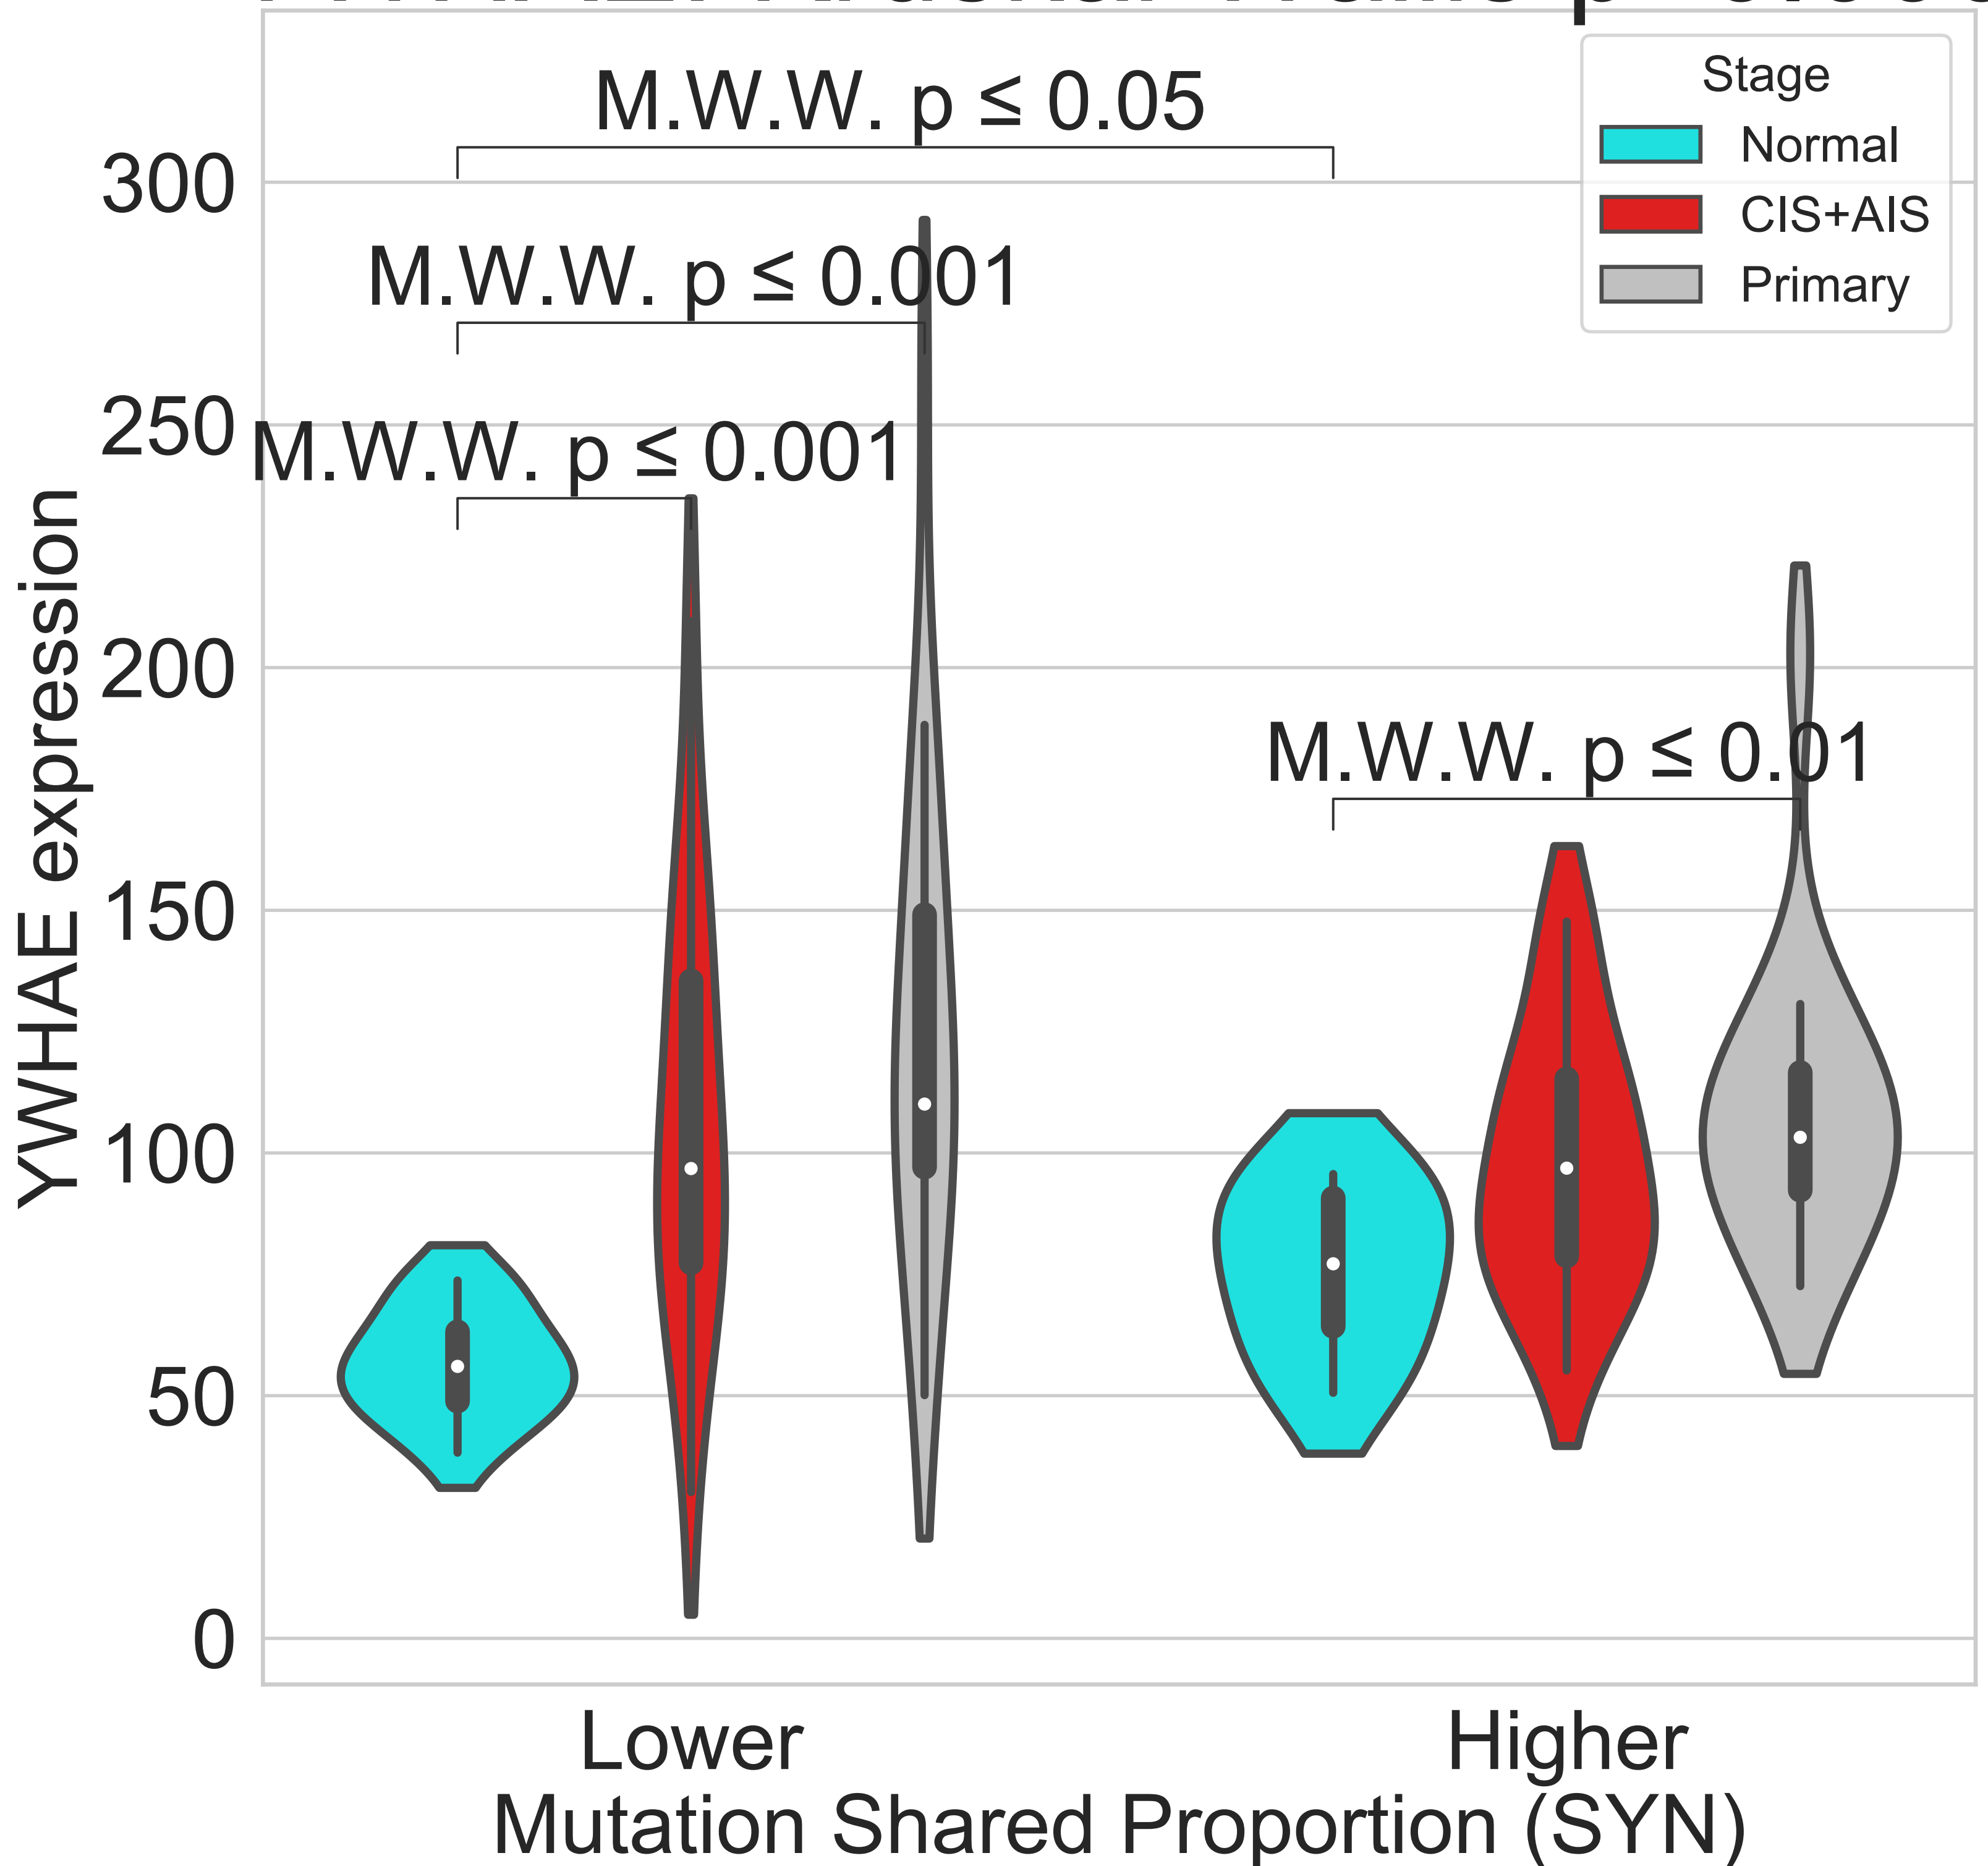 M.W.W. p ≤ 0.05
Stage
Normal
CIS+AIS
Primary
300
M.W.W. p ≤ 0.001
250
M.W.W. p ≤ 0.001
200
M.W.W. p ≤ 0.01
150
100
50
0
YWHAE expression
Lower
Higher
Mutation Shared Proportion (SYN)